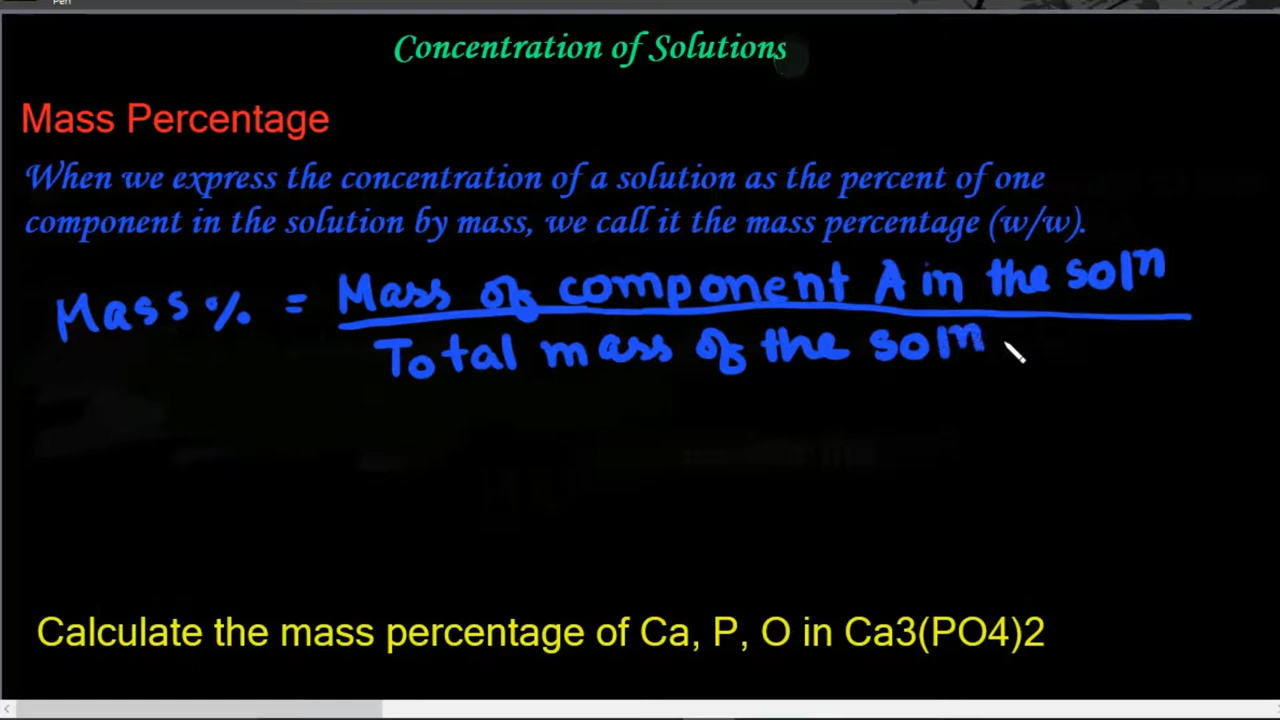 Pen
Concentration of Solutions
Mass Percentage
When we express the concentration of a solution as the percent of one
component in the solution by mass, we call it the mass percentage (w/w).
Mass % = Mass of component A in the solⁿ
Total mass of the solⁿ
Calculate the mass percentage of Ca, P, O in Ca3(PO4)2